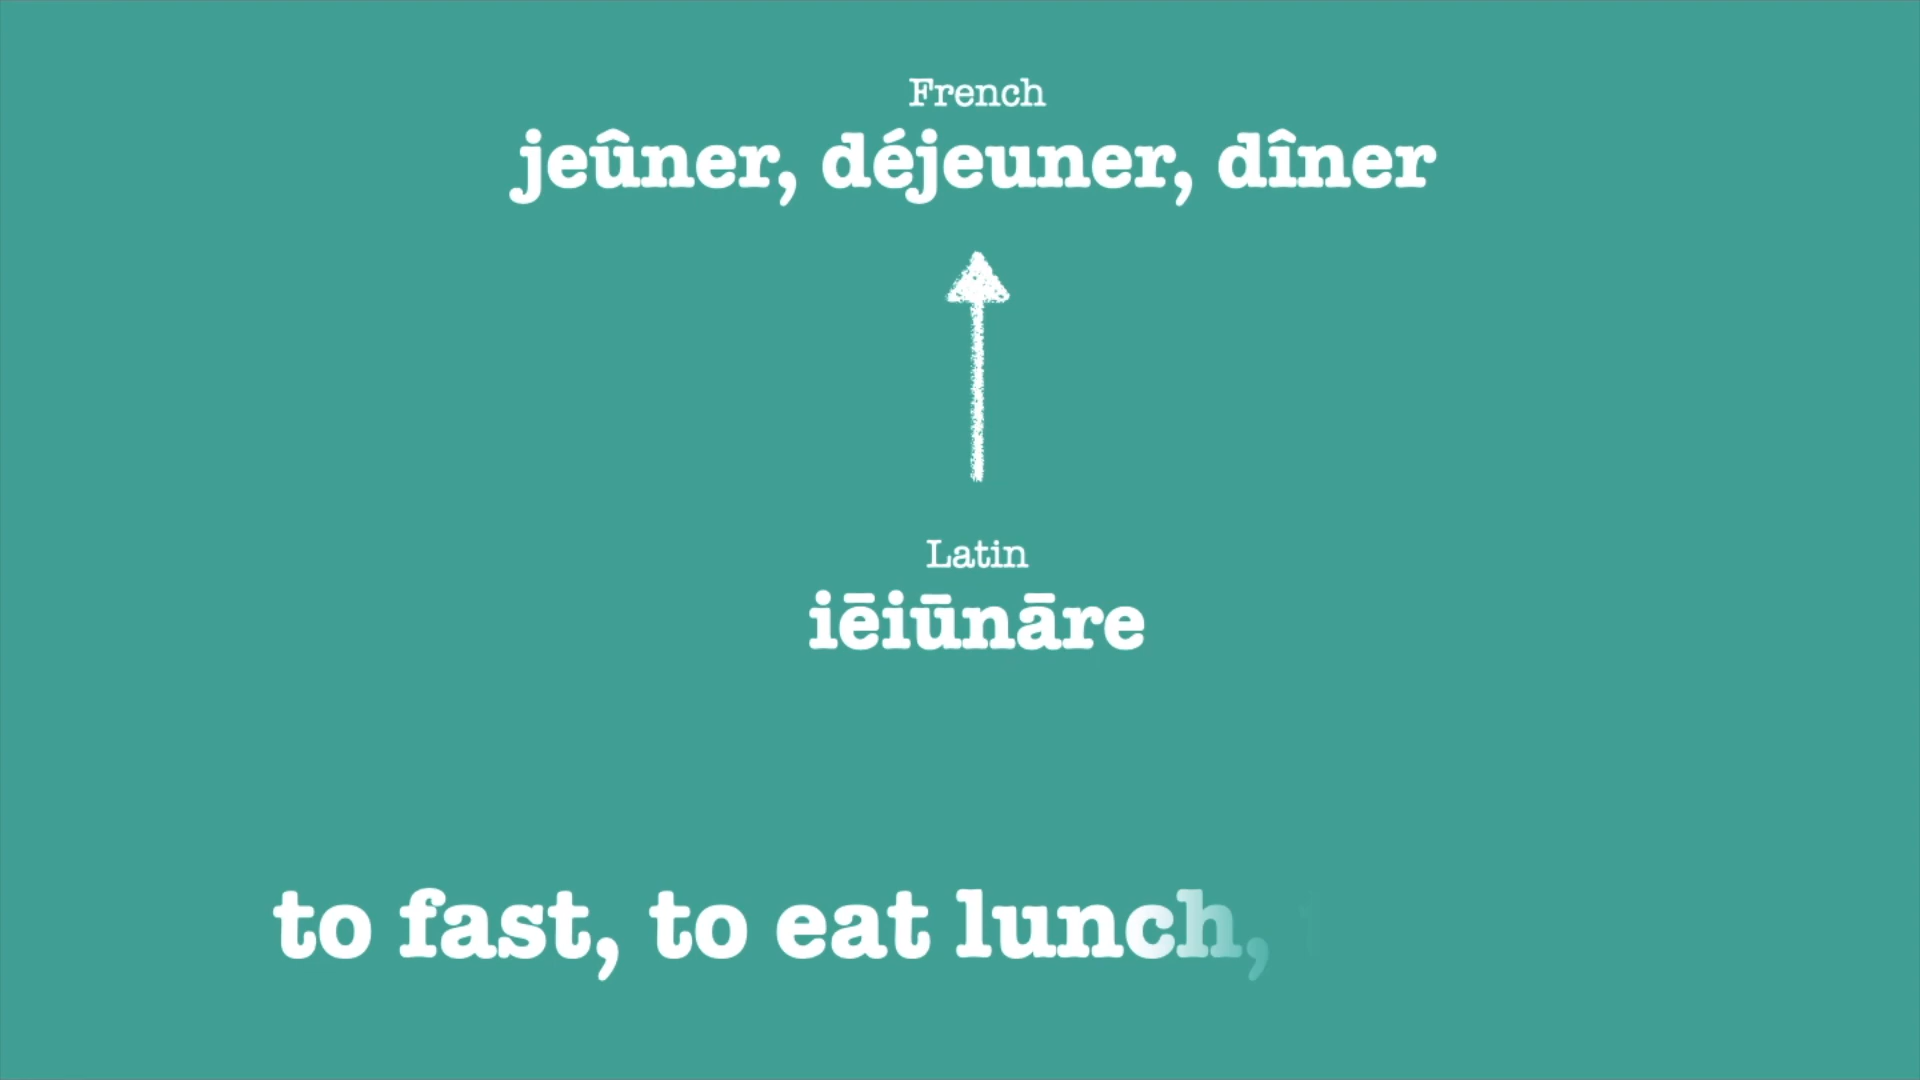 French
jeûner, déjeuner, dîner
Latin
iēiūnāre
to fast, to eat lunch,